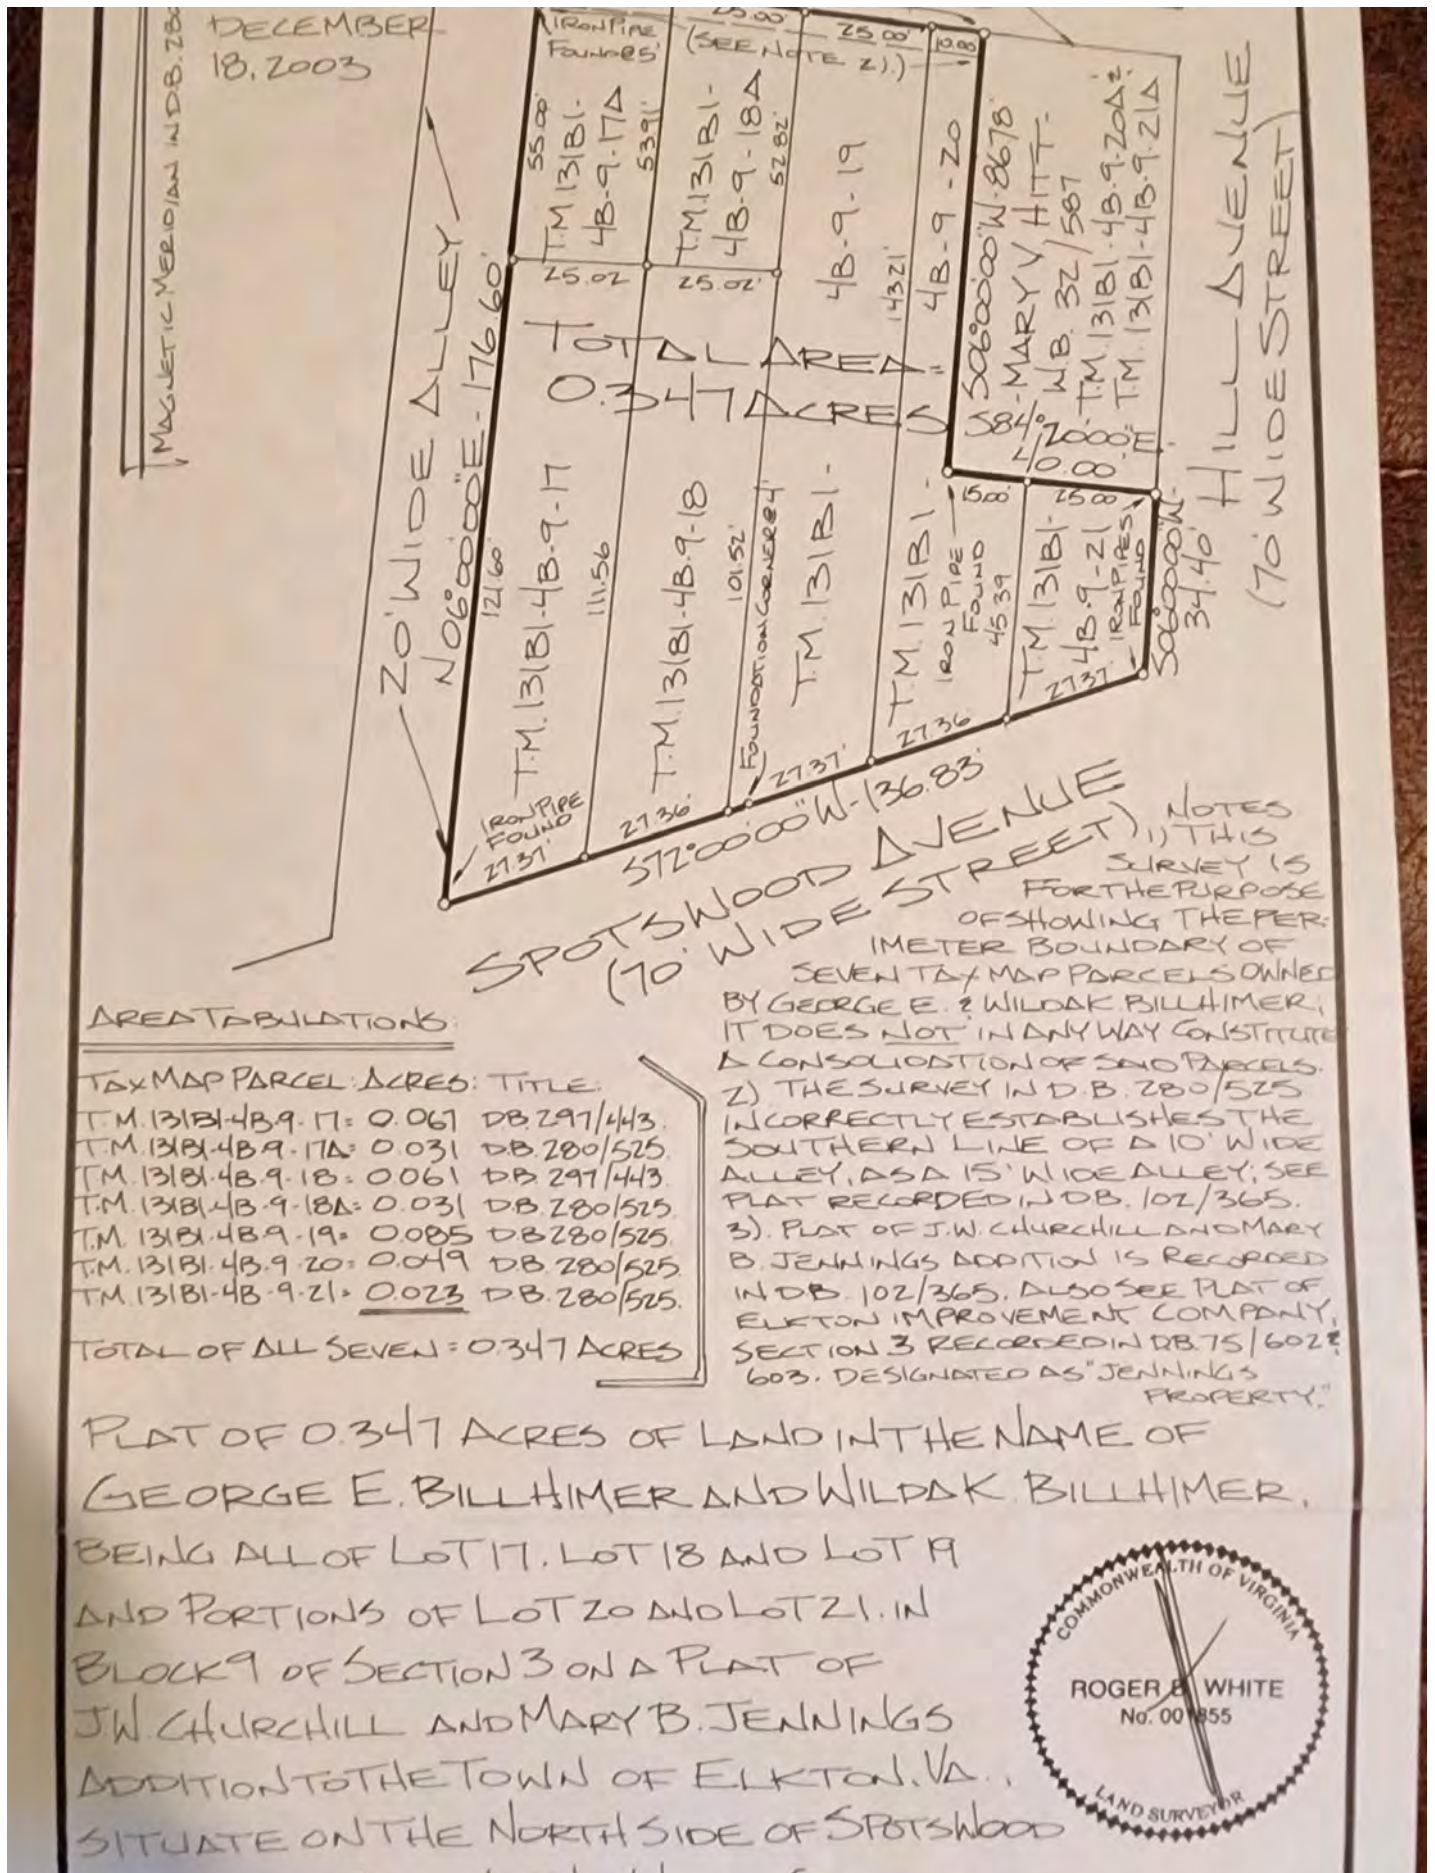 MAGNETIC MERIDIAN IN D.B. 280
DECEMBER
18, 2003
IRON PIPE
FOUND
25.00'
(SEE NOTE 2).)
25.00'
10.00'
20' WIDE ALLEY
N06°00'00"E - 176.60'
55.00'
T.M. 131B1-
4B-9-17A
53.91'
T.M. 131B1-
4B-9-18A
52.82'
4B-9-19
143.21'
4B-9-20
S06°00'00"W-86.78'
MARY V. HITT
W.B. 32/587
T.M. 131B1-4B-9-20A &
T.M. 131B1-4B-9-21A
HILL AVENUE
(70' WIDE STREET)
25.02
25.02'
TOTAL AREA =
0.347 ACRES
S84°20'00"E-
40.00'
15.00'
25.00
121.60'
T.M. 131B1-4B-9-17
111.56
T.M. 131B1-4B-9-18
101.52'
FOUNDATION CORNER
T.M. 131B1-
T.M. 131B1-
IRON PIPE
FOUND
45.39
T.M. 131B1-
4B-9-21
IRON PIPES
FOUND
S06°00'00"W-
34.40'
IRON PIPE
FOUND
27.37'
27.36'
27.37'
27.36
27.37
S72°00'00"W-136.83'
SPOTSWOOD AVENUE
(70' WIDE STREET)
NOTES
1) THIS
SURVEY IS
FOR THE PURPOSE
OF SHOWING THE PER-
IMETER BOUNDARY OF
SEVEN TAX MAP PARCELS OWNED
BY GEORGE E. & WILDA K. BILLHIMER,
IT DOES NOT IN ANY WAY CONSTITUTE
A CONSOLIDATION OF SAID PARCELS.
2) THE SURVEY IN D.B. 280/525
INCORRECTLY ESTABLISHES THE
SOUTHERN LINE OF A 10' WIDE
ALLEY, AS A 15' WIDE ALLEY; SEE
PLAT RECORDED IN D.B. 102/365.
3). PLAT OF J.W. CHURCHILL AND MARY
B. JENNINGS ADDITION IS RECORDED
IN D.B. 102/365. ALSO SEE PLAT OF
ELKTON IMPROVEMENT COMPANY,
SECTION 3 RECORDED IN D.B. 75/602 &
603. DESIGNATED AS "JENNINGS
PROPERTY."
AREA TABULATIONS:
TAX MAP PARCEL: ACRES: TITLE:
T.M. 131B1-4B-9-17= 0.067 D.B. 297/443.
T.M. 131B1-4B-9-17A= 0.031 D.B. 280/525.
T.M. 131B1-4B-9-18= 0.061 D.B. 297/443.
T.M. 131B1-4B-9-18A= 0.031 D.B. 280/525.
T.M. 131B1-4B-9-19= 0.085 D.B. 280/525.
T.M. 131B1-4B-9-20= 0.049 D.B. 280/525.
T.M. 131B1-4B-9-21= 0.023 D.B. 280/525.
TOTAL OF ALL SEVEN = 0.347 ACRES
PLAT OF 0.347 ACRES OF LAND IN THE NAME OF
GEORGE E. BILLHIMER AND WILDA K. BILLHIMER,
BEING ALL OF LOT 17, LOT 18 AND LOT 19
AND PORTIONS OF LOT 20 AND LOT 21, IN
BLOCK 9 OF SECTION 3 ON A PLAT OF
J.W. CHURCHILL AND MARY B. JENNINGS
ADDITION TO THE TOWN OF ELKTON, VA.,
SITUATE ON THE NORTH SIDE OF SPOTSWOOD
COMMONWEALTH OF VIRGINIA
ROGER B. WHITE
No. 001855
LAND SURVEYOR